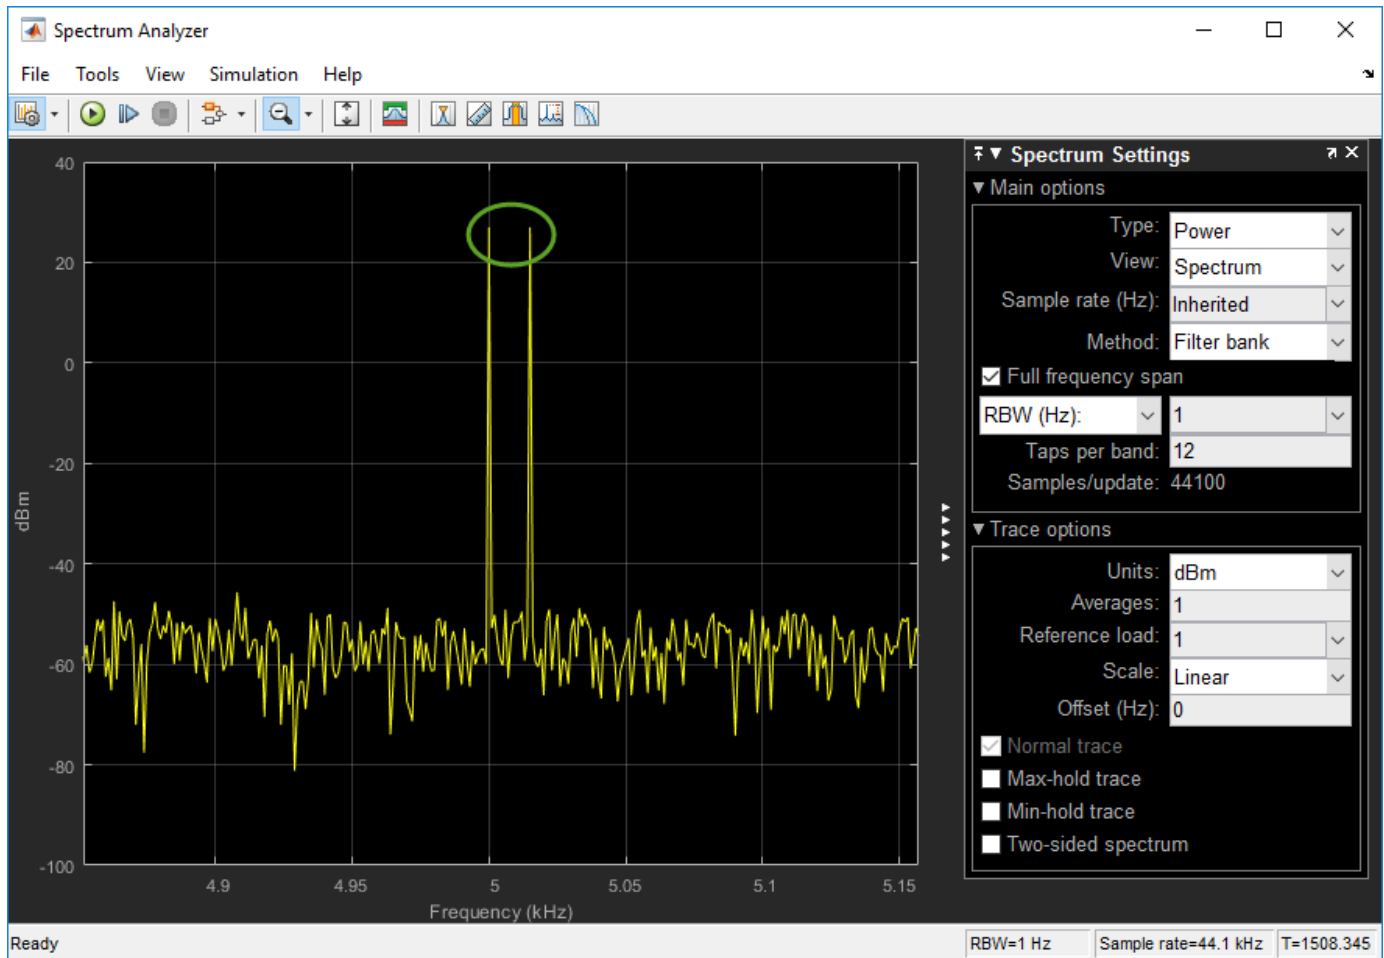 Spectrum Analyzer
File Tools View Simulation Help
40
20
0
-20
-40
-60
-80
-100
dBm
4.9 4.95 5 5.05 5.1 5.15
Frequency (kHz)
Spectrum Settings
Main options
Type: Power
View: Spectrum
Sample rate (Hz): Inherited
Method: Filter bank
Full frequency span
RBW (Hz): 1
Taps per band: 12
Samples/update: 44100
Trace options
Units: dBm
Averages: 1
Reference load: 1
Scale: Linear
Offset (Hz): 0
Normal trace
Max-hold trace
Min-hold trace
Two-sided spectrum
Ready RBW=1 Hz Sample rate=44.1 kHz T=1508.345